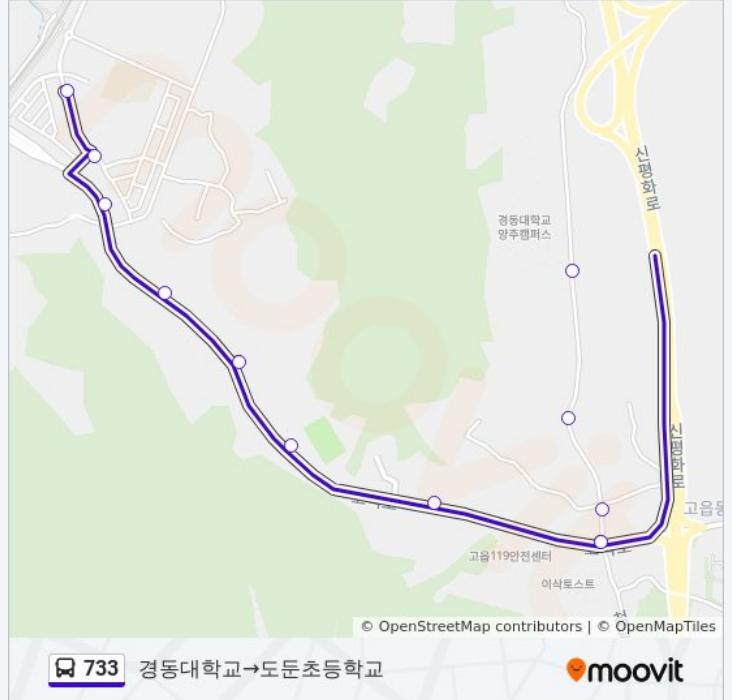 신평화로
경동대학교
양주캠퍼스
신평화로
고읍동
고읍119안전센터
이삭토스트
© OpenStreetMap contributors | © OpenMapTiles
733 경동대학교→도둔초등학교
moovit